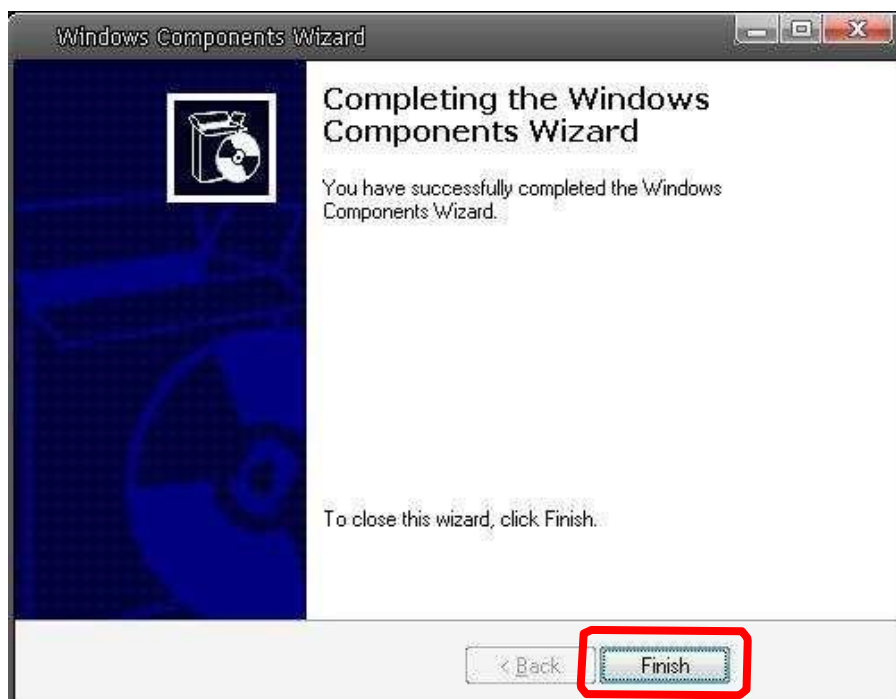 Windows Components Wizard
Completing the Windows
Components Wizard
You have successfully completed the Windows
Components Wizard.
To close this wizard, click Finish.
< Back
Finish